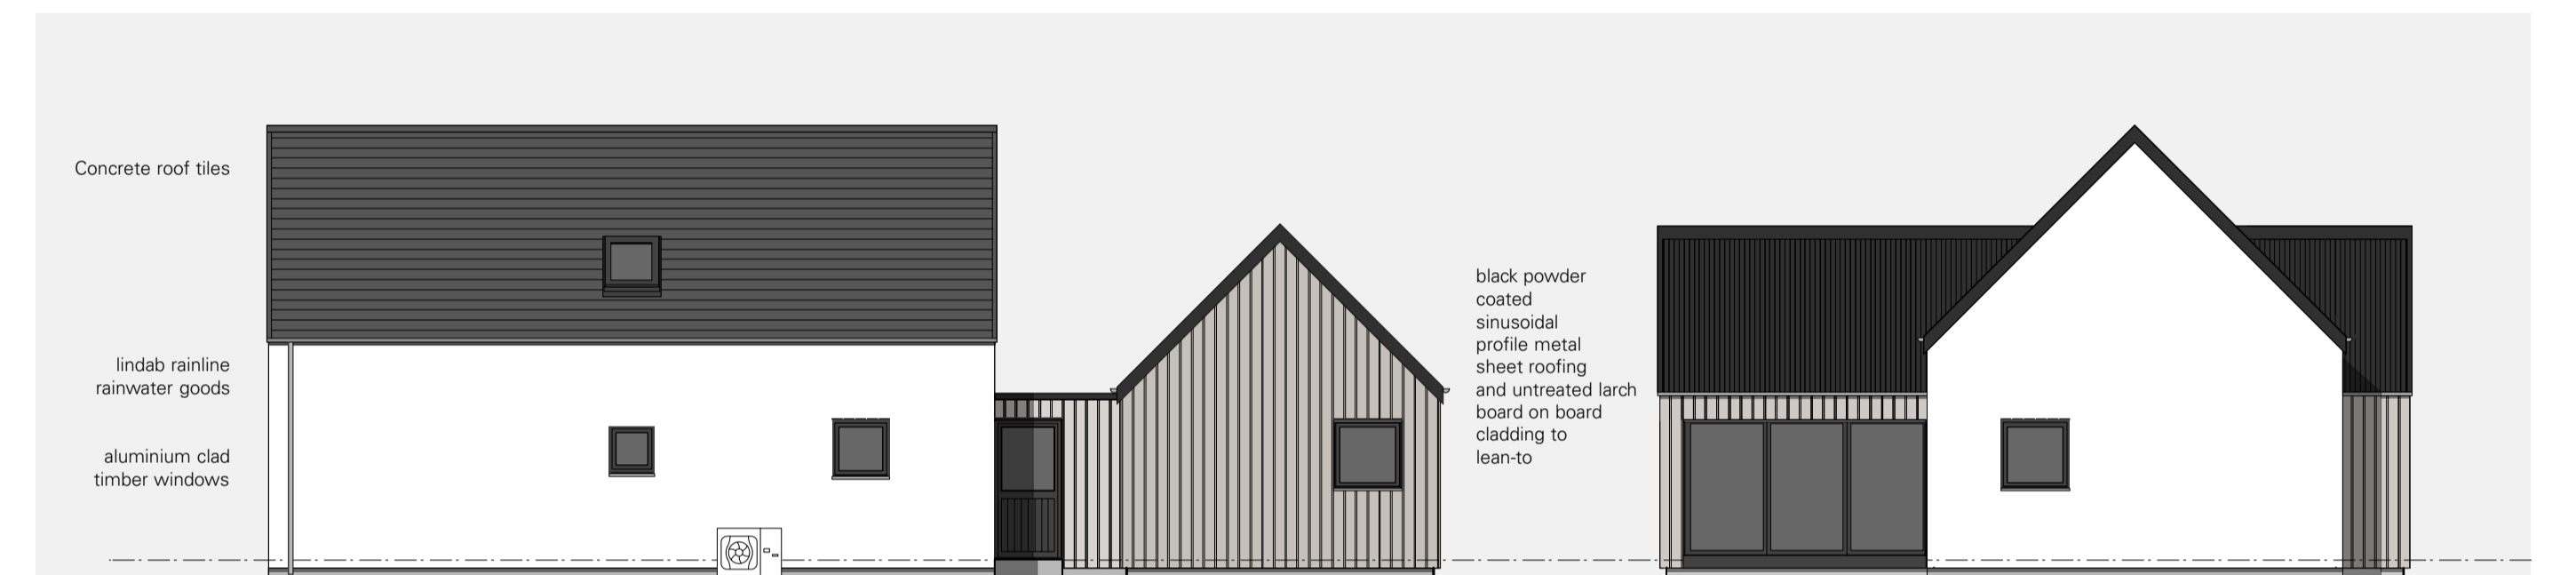 Concrete roof tiles
lindab rainline
rainwater goods
aluminium clad
timber windows
black powder
coated
sinusoidal
profile metal
sheet roofing
and untreated larch
board on board
cladding to
lean-to